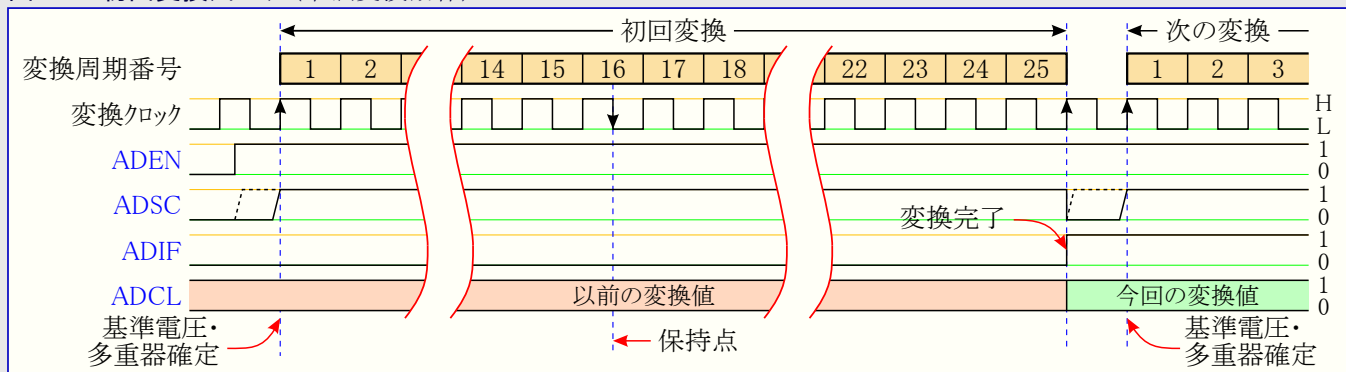 初回変換
次の変換
変換周期番号 1 2 14 15 16 17 18 22 23 24 25 1 2 3
変換クロック H L
ADEN 1 0
ADSC 1 0
変換完了
ADIF 1 0
ADCL 以前の変換値 今回の変換値 1 0
基準電圧・多重器確定
保持点
基準電圧・多重器確定